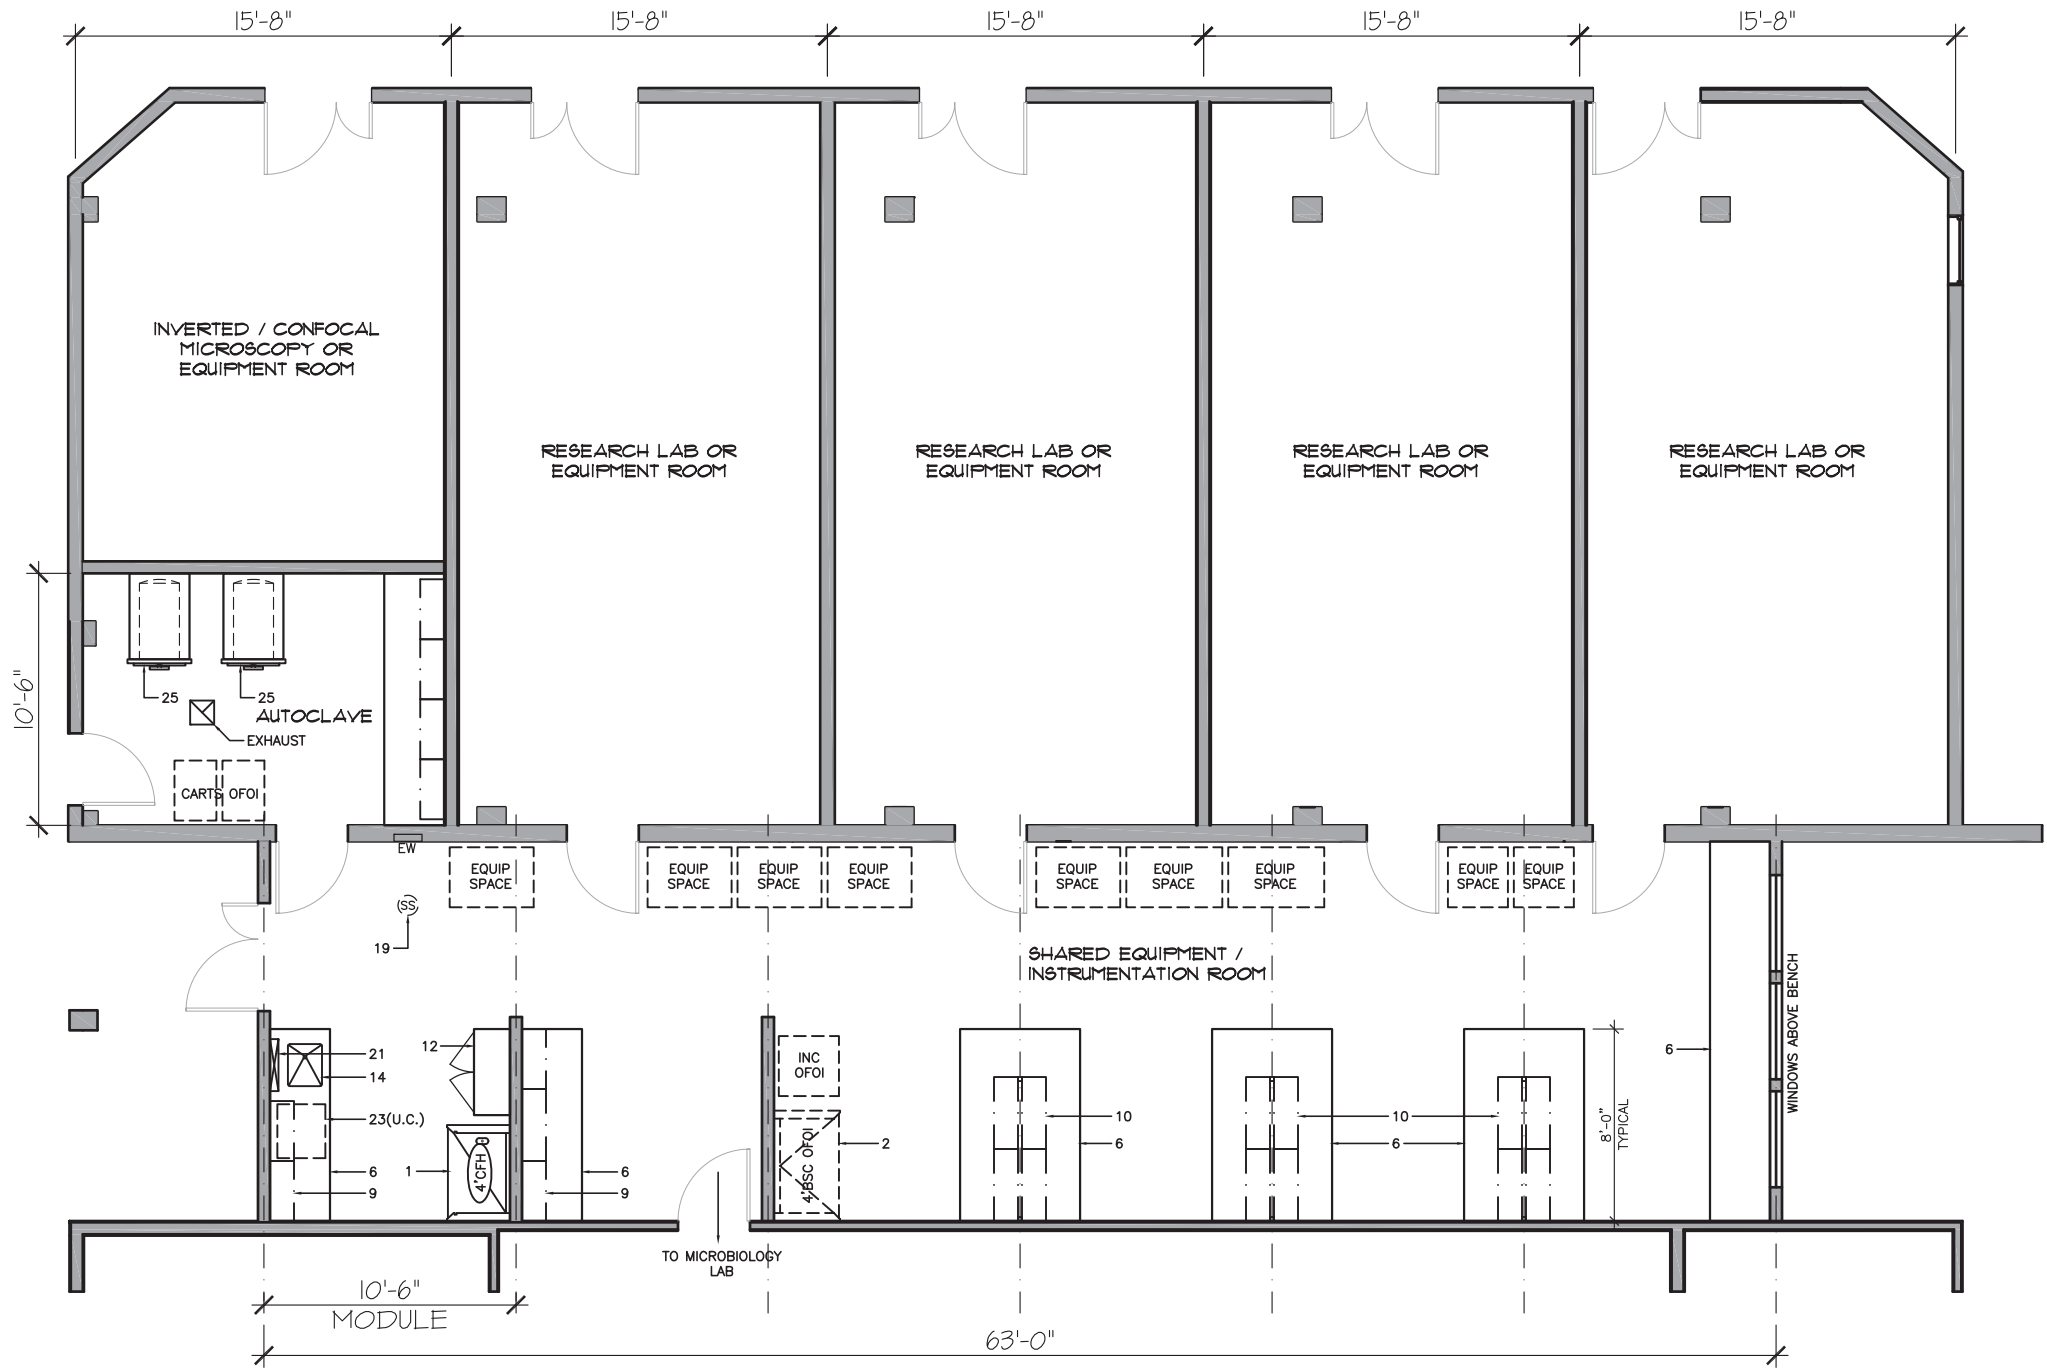 15'-8"
15'-8"
15'-8"
15'-8"
15'-8"
INVERTED / CONFOCAL
MICROSCOPY OR
EQUIPMENT ROOM
RESEARCH LAB OR
EQUIPMENT ROOM
RESEARCH LAB OR
EQUIPMENT ROOM
RESEARCH LAB OR
EQUIPMENT ROOM
RESEARCH LAB OR
EQUIPMENT ROOM
10'-6"
25
25
AUTOCLAVE
EXHAUST
CARTS OFOI
EW
EQUIP
SPACE
EQUIP
SPACE
EQUIP
SPACE
EQUIP
SPACE
EQUIP
SPACE
EQUIP
SPACE
EQUIP
SPACE
EQUIP
SPACE
EQUIP
SPACE
SS
19
SHARED EQUIPMENT /
INSTRUMENTATION ROOM
WINDOWS ABOVE BENCH
21
14
23(U.C.)
6
9
12
1
4'CFH
6
9
INC
OFOI
4'BSC OFOI
2
10
6
10
6
8'-0"
TYPICAL
6
TO MICROBIOLOGY
LAB
10'-6"
MODULE
63'-0"